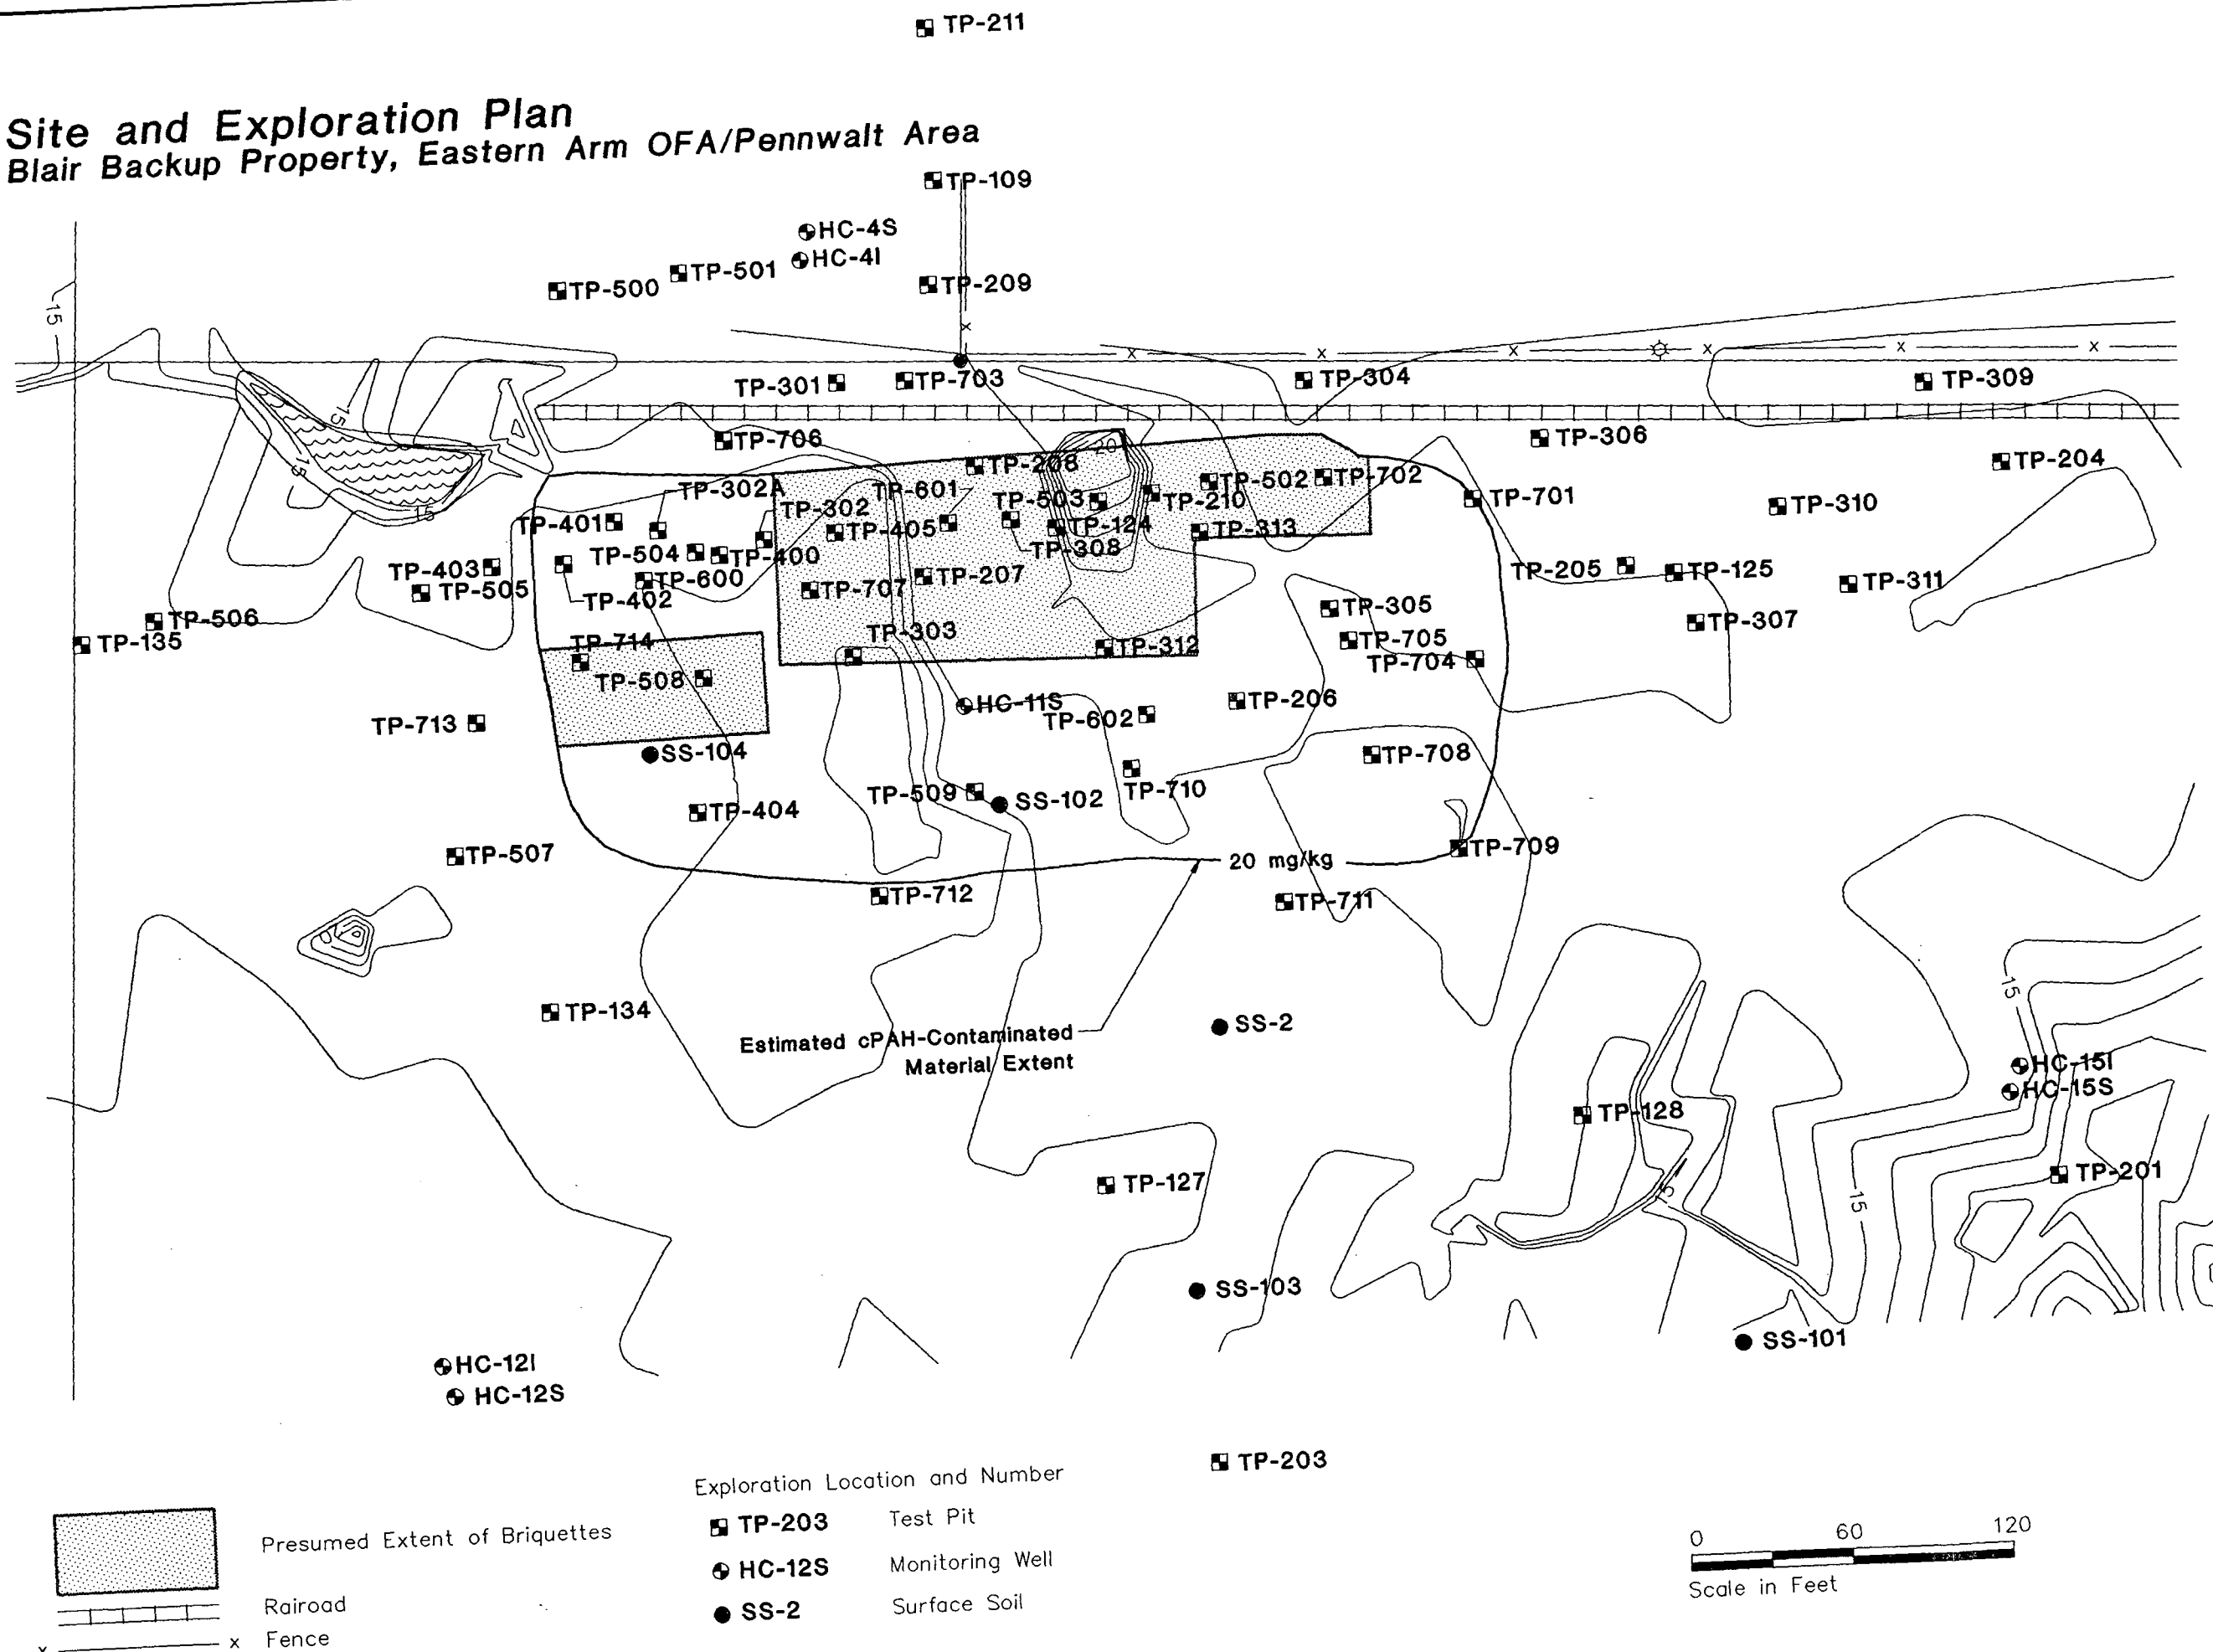 TP-211
Site and Exploration Plan
Blair Backup Property, Eastern Arm OFA/Pennwalt Area
TP-109
HC-4S
HC-4I
TP-501
TP-500
TP-209
15
x
x x x x x x
TP-301
TP-703
TP-304
TP-309
15
TP-706
TP-306
20
TP-208
TP-204
15
TP-302A
TP-601
TP-502
TP-702
TP-302
TP-503
TP-210
TP-701
TP-310
15
TP-401
TP-405
TP-124
TP-313
TP-504
TP-400
TP-308
TP-403
TP-600
TP-207
TP-205
TP-125
TP-505
TP-402
TP-707
TP-311
TP-506
TP-305
TP-307
TP-135
TP-714
TP-303
TP-312
TP-705
TP-704
TP-508
TP-713
HC-11S
TP-602
TP-206
SS-104
TP-708
TP-509
SS-102
TP-710
TP-404
TP-507
20 mg/kg
TP-709
TP-712
TP-711
15
TP-134
SS-2
Estimated cPAH-Contaminated
Material Extent
HC-15I
HC-15S
TP-128
TP-127
TP-201
15
15
SS-103
SS-101
HC-12I
HC-12S
TP-203
Exploration Location and Number
TP-203 Test Pit
HC-12S Monitoring Well
SS-2 Surface Soil
Presumed Extent of Briquettes
Rairoad
x x Fence
0 60 120
Scale in Feet